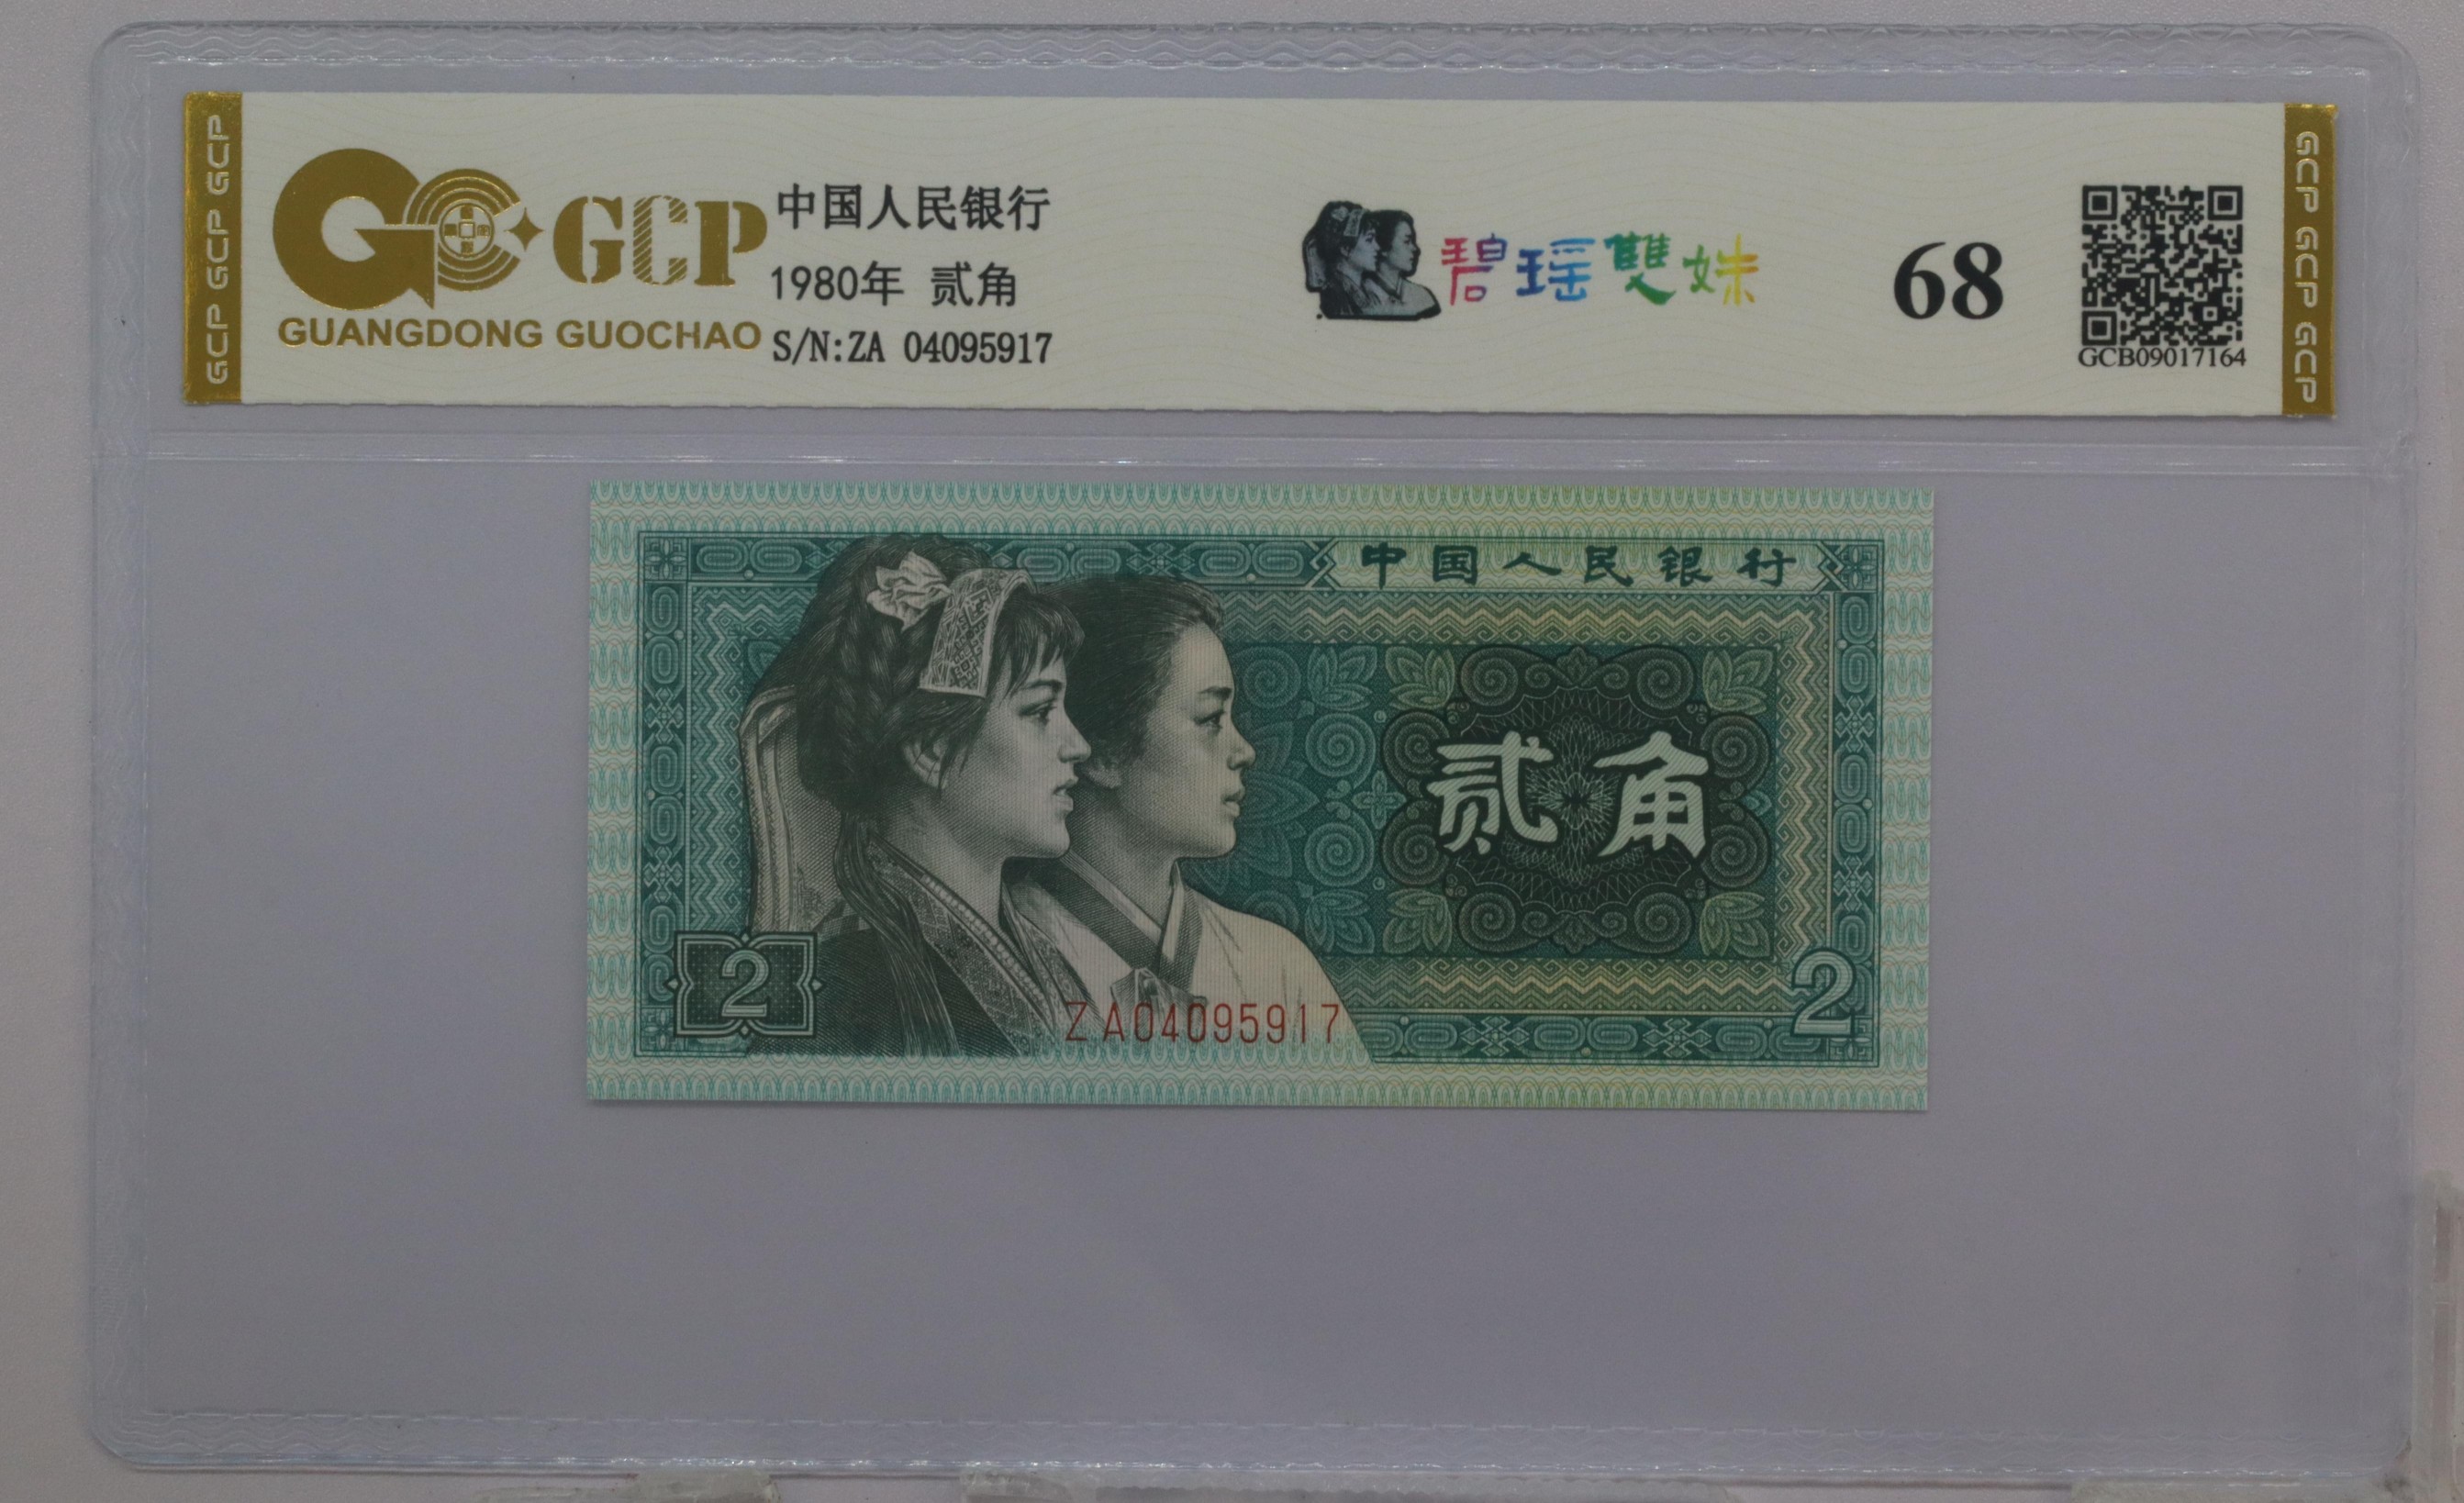 GCP GCP GCP
GCP
GUANGDONG GUOCHAO
中国人民银行
1980年 贰角
S/N:ZA 04095917
碧瑶雙妹
68
GCB09017164
GCP GCP GCP
中国人民银行
贰角
2
ZA04095917
2